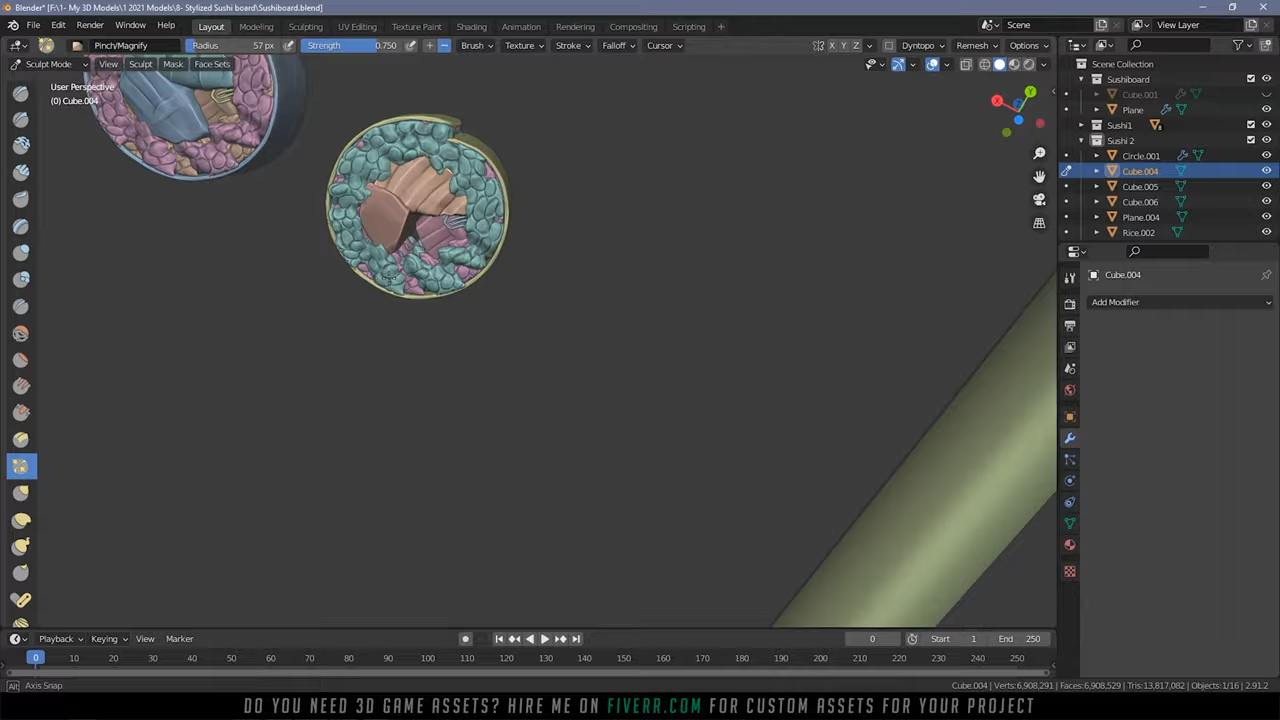 Blender* [F:\1- My 3D Models\1 2021 Models\8- Stylized Sushi board\Sushiboard.blend]
File Edit Render Window Help Layout Modeling Sculpting UV Editing Texture Paint Shading Animation Rendering Compositing Scripting + Scene View Layer
Pinch/Magnify Radius 57 px Strength 0.750 + − Brush Texture Stroke Falloff Cursor X Y Z Dyntopo Remesh Options
Sculpt Mode View Sculpt Mask Face Sets
User Perspective
(0) Cube.004
X Y Z
Scene Collection
Sushiboard
Cube.001
Plane
Sushi1
Sushi 2
Circle.001
Cube.004
Cube.005
Cube.006
Plane.004
Rice.002
Cube.004
Add Modifier
Playback Keying View Marker 0 Start 1 End 250
0 10 20 30 40 50 60 70 80 90 100 110 120 130 140 150 160 170 180 190 200 210 220 230 240 250
Alt Axis Snap Cube.004 | Verts:6,908,291 | Faces:6,908,529 | Tris:13,817,082 | Objects:1/16 | 2.91.2
DO YOU NEED 3D GAME ASSETS? HIRE ME ON FIVERR.COM FOR CUSTOM ASSETS FOR YOUR PROJECT